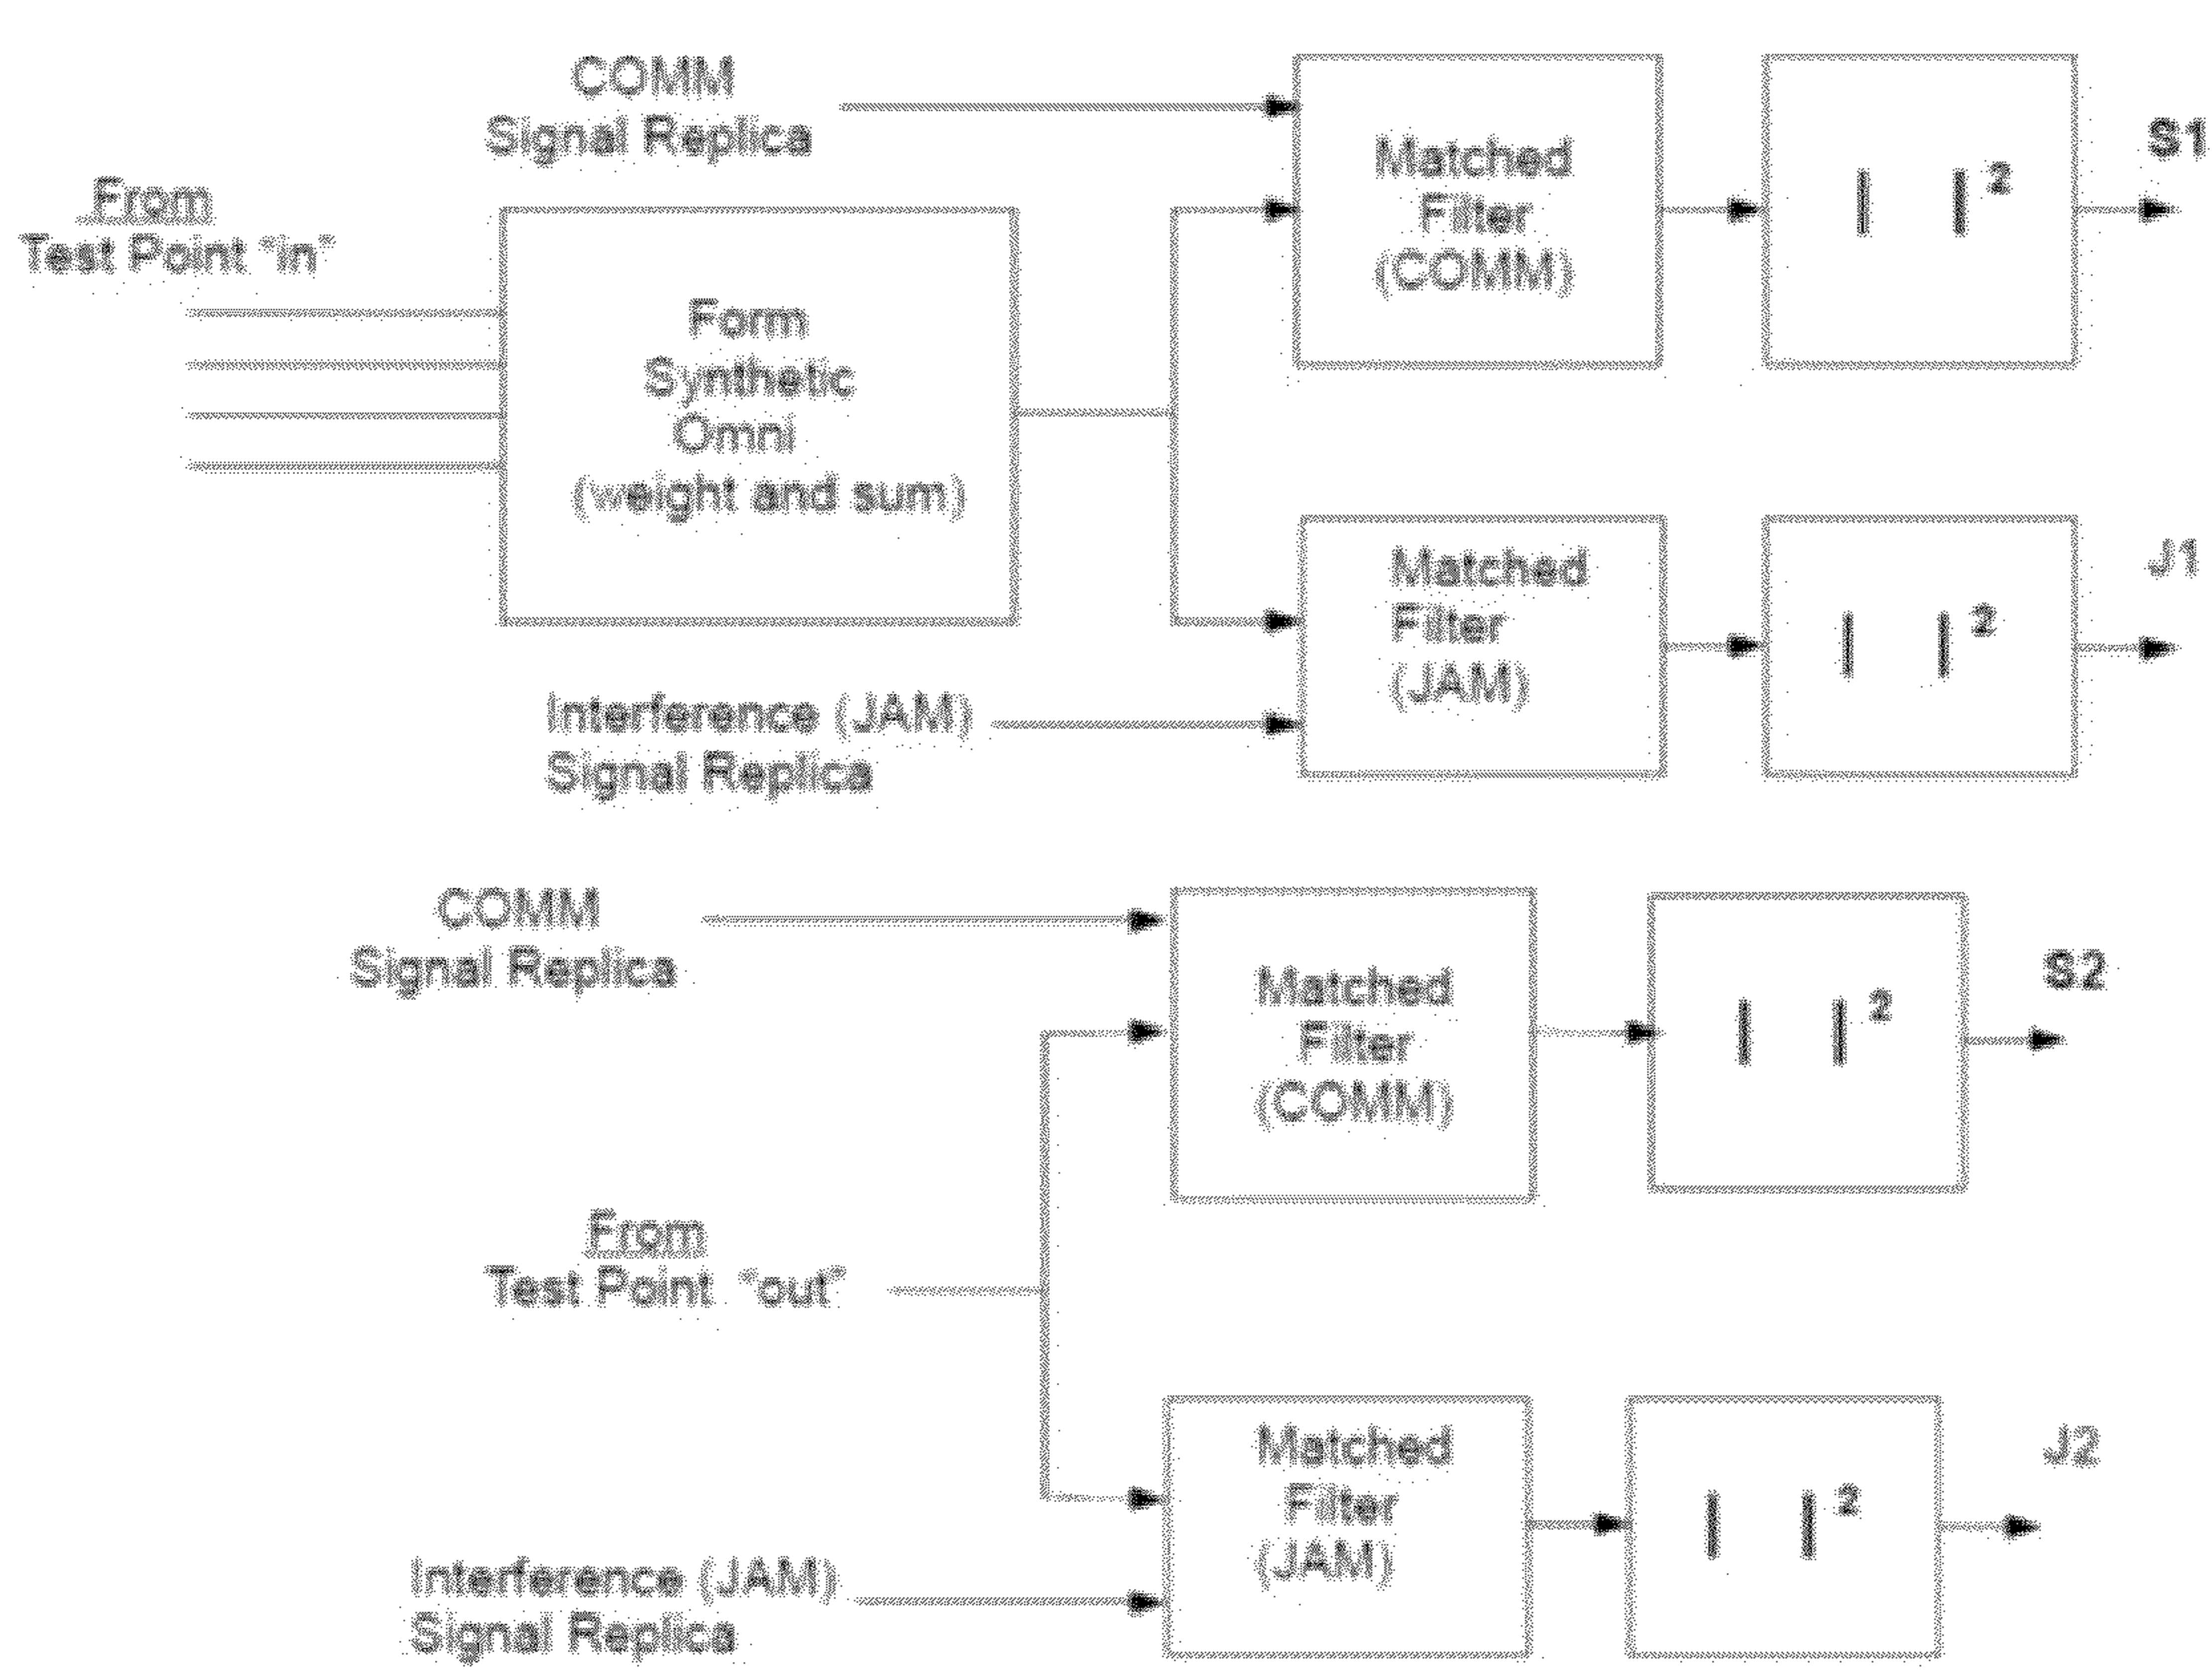 COMM
Signal Replica
From
Test Point "in"
Form
Synthetic
Omni
(weight and sum)
Matched
Filter
(COMM)
| |²
S1
Matched
Filter
(JAM)
| |²
J1
Interference (JAM)
Signal Replica
COMM
Signal Replica
Matched
Filter
(COMM)
| |²
S2
From
Test Point "out"
Matched
Filter
(JAM)
| |²
J2
Interference (JAM)
Signal Replica